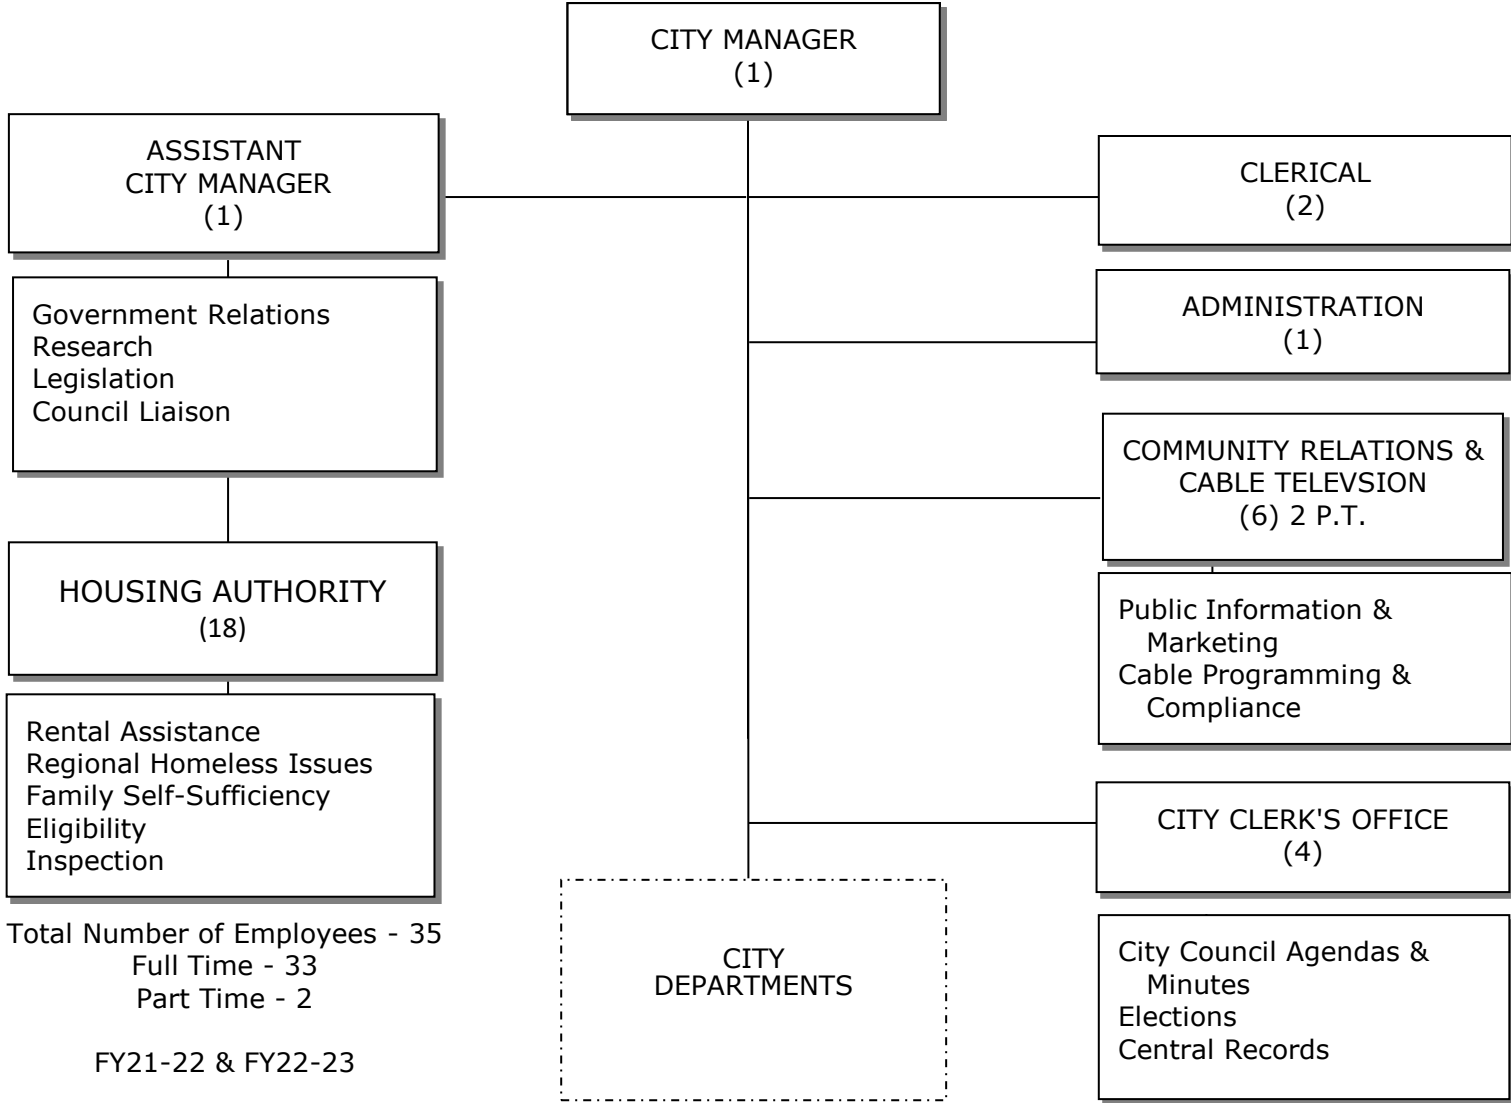 CITY MANAGER
(1)
ASSISTANT
CITY MANAGER
(1)
Government Relations
Research
Legislation
Council Liaison
HOUSING AUTHORITY
(18)
Rental Assistance
Regional Homeless Issues
Family Self-Sufficiency
Eligibility
Inspection
Total Number of Employees - 35
Full Time - 33
Part Time - 2
FY21-22 & FY22-23
CITY
DEPARTMENTS
CLERICAL
(2)
ADMINISTRATION
(1)
COMMUNITY RELATIONS &
CABLE TELEVSION
(6) 2 P.T.
Public Information &
Marketing
Cable Programming &
Compliance
CITY CLERK'S OFFICE
(4)
City Council Agendas &
Minutes
Elections
Central Records